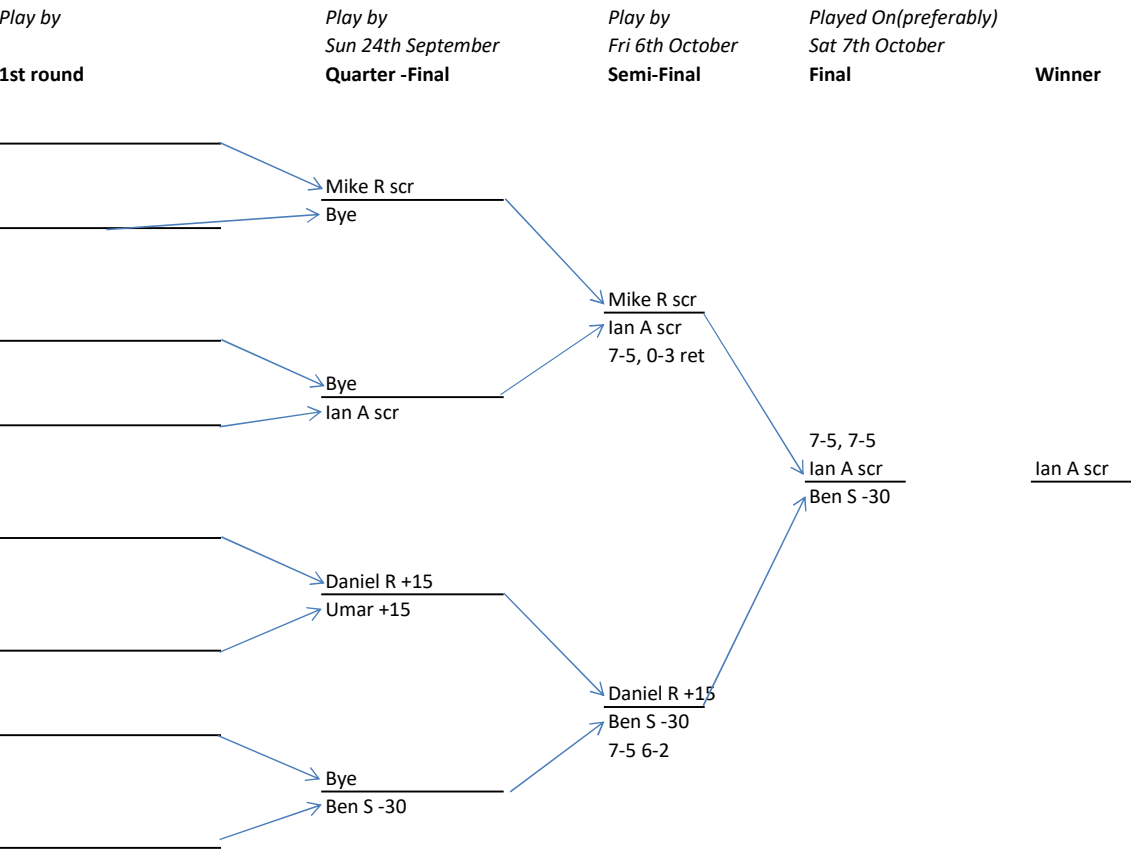 Play by
Play by
Play by
Played On(preferably)
Sun 24th September
Fri 6th October
Sat 7th October
1st round
Quarter -Final
Semi-Final
Final
Winner
Mike R scr
Bye
Mike R scr
Ian A scr
7-5, 0-3 ret
Bye
Ian A scr
7-5, 7-5
Ian A scr
Ben S -30
Ian A scr
Daniel R +15
Umar +15
Daniel R +15
Ben S -30
7-5 6-2
Bye
Ben S -30